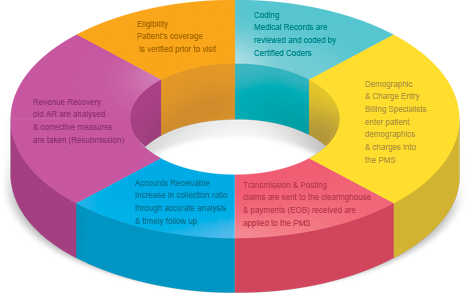 Eligibility
Patient's coverage
is verified prior to visit
Coding
Medical Records are
reviewed and coded by
Certified Coders
Demographic
& Charge Entry
Billing Specialists
enter patient
demographics
& charges into
the PMS
Transmission & Posting
claims are sent to the clearinghouse
& payments (EOB) received are
applied to the PMS
Accounts Receivable
Increase in collection ratio
through accurate analysis
& timely follow up
Revenue Recovery
old AR are analysed
& corrective measures
are taken (Resubmission)